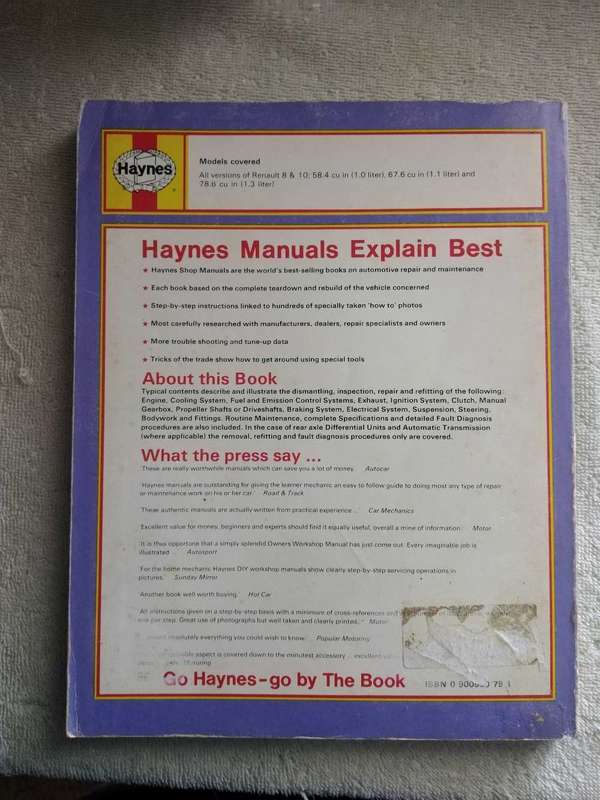 Haynes
Models covered
All versions of Renault 8 & 10; 58.4 cu in (1.0 liter), 67.6 cu in (1.1 liter) and
78.6 cu in (1.3 liter)
Haynes Manuals Explain Best
★ Haynes Shop Manuals are the world's best-selling books on automotive repair and maintenance
★ Each book based on the complete teardown and rebuild of the vehicle concerned
★ Step-by-step instructions linked to hundreds of specially taken 'how to' photos
★ Most carefully researched with manufacturers, dealers, repair specialists and owners
★ More trouble shooting and tune-up data
★ Tricks of the trade show how to get around using special tools
About this Book
Typical contents describe and illustrate the dismantling, inspection, repair and refitting of the following:
Engine, Cooling System, Fuel and Emission Control Systems, Exhaust, Ignition System, Clutch, Manual
Gearbox, Propeller Shafts or Driveshafts, Braking System, Electrical System, Suspension, Steering,
Bodywork and Fittings. Routine Maintenance, complete Specifications and detailed Fault Diagnosis
procedures are also included. In the case of rear axle Differential Units and Automatic Transmission
(where applicable) the removal, refitting and fault diagnosis procedures only are covered.
What the press say ...
'These are really worthwhile manuals which can save you a lot of money.' Autocar
'Haynes manuals are outstanding for giving the learner mechanic an easy to follow guide to doing most any type of repair
or maintenance work on his or her car.' Road & Track
'These authentic manuals are actually written from practical experience ...' Car Mechanics
'Excellent value for money, beginners and experts should find it equally useful, overall a mine of information.' Motor
'It is thus opportune that a simply splendid Owners Workshop Manual has just come out. Every imaginable job is
illustrated ...' Autosport
'For the home mechanic Haynes DIY workshop manuals show clearly step-by-step servicing operations in
pictures.' Sunday Mirror
'Another book well worth buying.' Hot Car
'All instructions given on a step-by-step basis with a minimum of cross-references and
one per step. Great use of photographs but well taken and clearly printed.' Motor
absolutely everything you could wish to know.' Popular Motoring
aspect is covered down to the minutest accessory ... excellent
Motoring
Go Haynes-go by The Book
ISBN 0 900